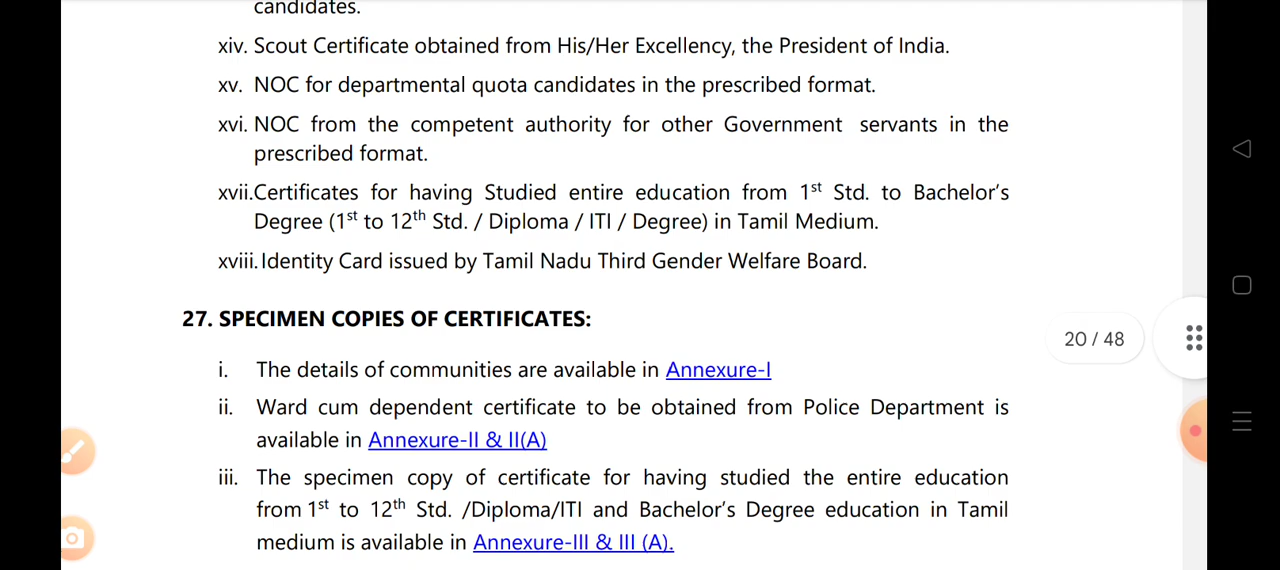 candidates.
xiv. Scout Certificate obtained from His/Her Excellency, the President of India.
xv. NOC for departmental quota candidates in the prescribed format.
xvi. NOC from the competent authority for other Government servants in the
prescribed format.
xvii.Certificates for having Studied entire education from 1st Std. to Bachelor's
Degree (1st to 12th Std. / Diploma / ITI / Degree) in Tamil Medium.
xviii.Identity Card issued by Tamil Nadu Third Gender Welfare Board.
27. SPECIMEN COPIES OF CERTIFICATES:
20 / 48
i. The details of communities are available in Annexure-I
ii. Ward cum dependent certificate to be obtained from Police Department is
available in Annexure-II & II(A)
iii. The specimen copy of certificate for having studied the entire education
from 1st to 12th Std. /Diploma/ITI and Bachelor's Degree education in Tamil
medium is available in Annexure-III & III (A).